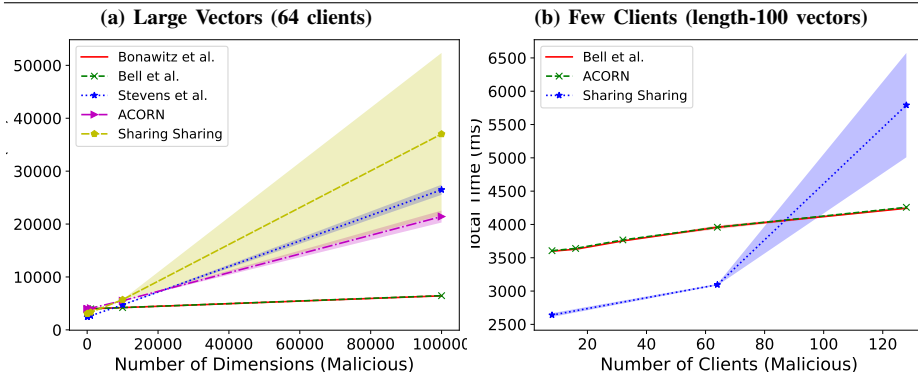 (a) Large Vectors (64 clients)
Bonawitz et al.
Bell et al.
Stevens et al.
ACORN
Sharing Sharing
50000
40000
30000
20000
10000
0
0
20000
40000
60000
80000
Number of Dimensions (Malicious)
(b) Few Clients (length-100 vectors)
Bell et al.
ACORN
Sharing Sharing
6500
6000
5500
5000
4500
4000
3500
3000
2500
Total Time (ms)
20
40
60
80
100
120
Number of Clients (Malicious)